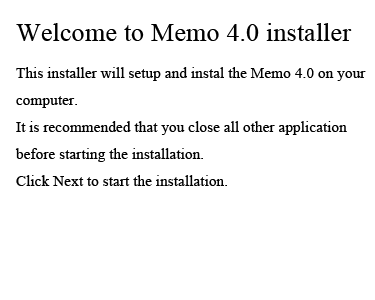 Welcome to Memo 4.0 installer
This installer will setup and instal the Memo 4.0 on your
computer.
It is recommended that you close all other application
before starting the installation.
Click Next to start the installation.